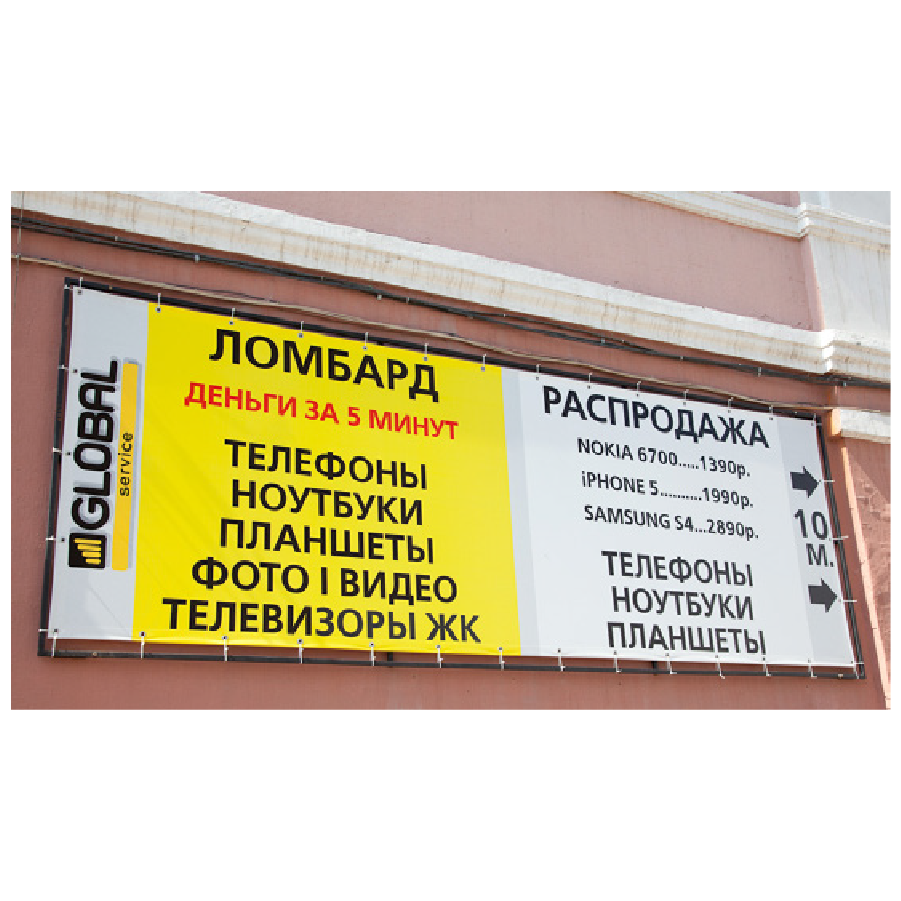 GLOBAL
service
ЛОМБАРД
ДЕНЬГИ ЗА 5 МИНУТ
ТЕЛЕФОНЫ
НОУТБУКИ
ПЛАНШЕТЫ
ФОТО I ВИДЕО
ТЕЛЕВИЗОРЫ ЖК
РАСПРОДАЖА
NOKIA 6700.....1390р.
iPHONE 5..........1990р.
SAMSUNG S4...2890р.
ТЕЛЕФОНЫ
НОУТБУКИ
ПЛАНШЕТЫ
10
М.